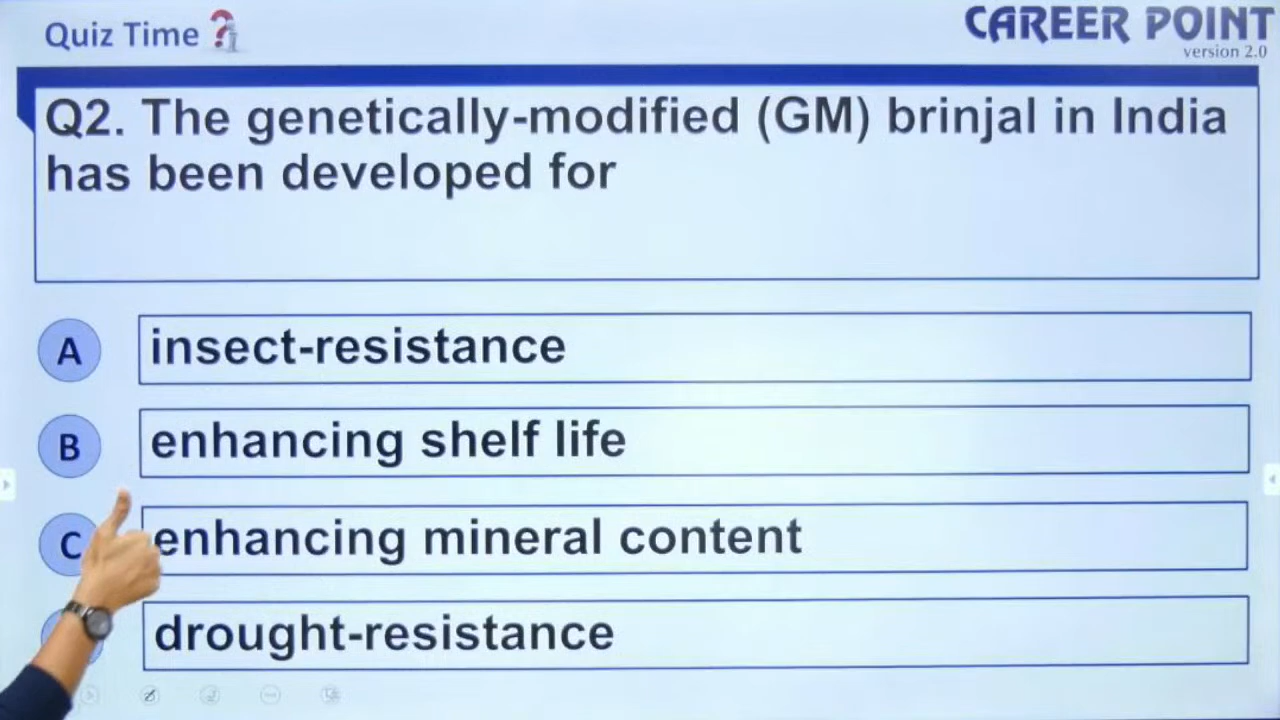 Quiz Time
CAREER POINT
version 2.0
Q2. The genetically-modified (GM) brinjal in India
has been developed for
A insect-resistance
B enhancing shelf life
C enhancing mineral content
drought-resistance